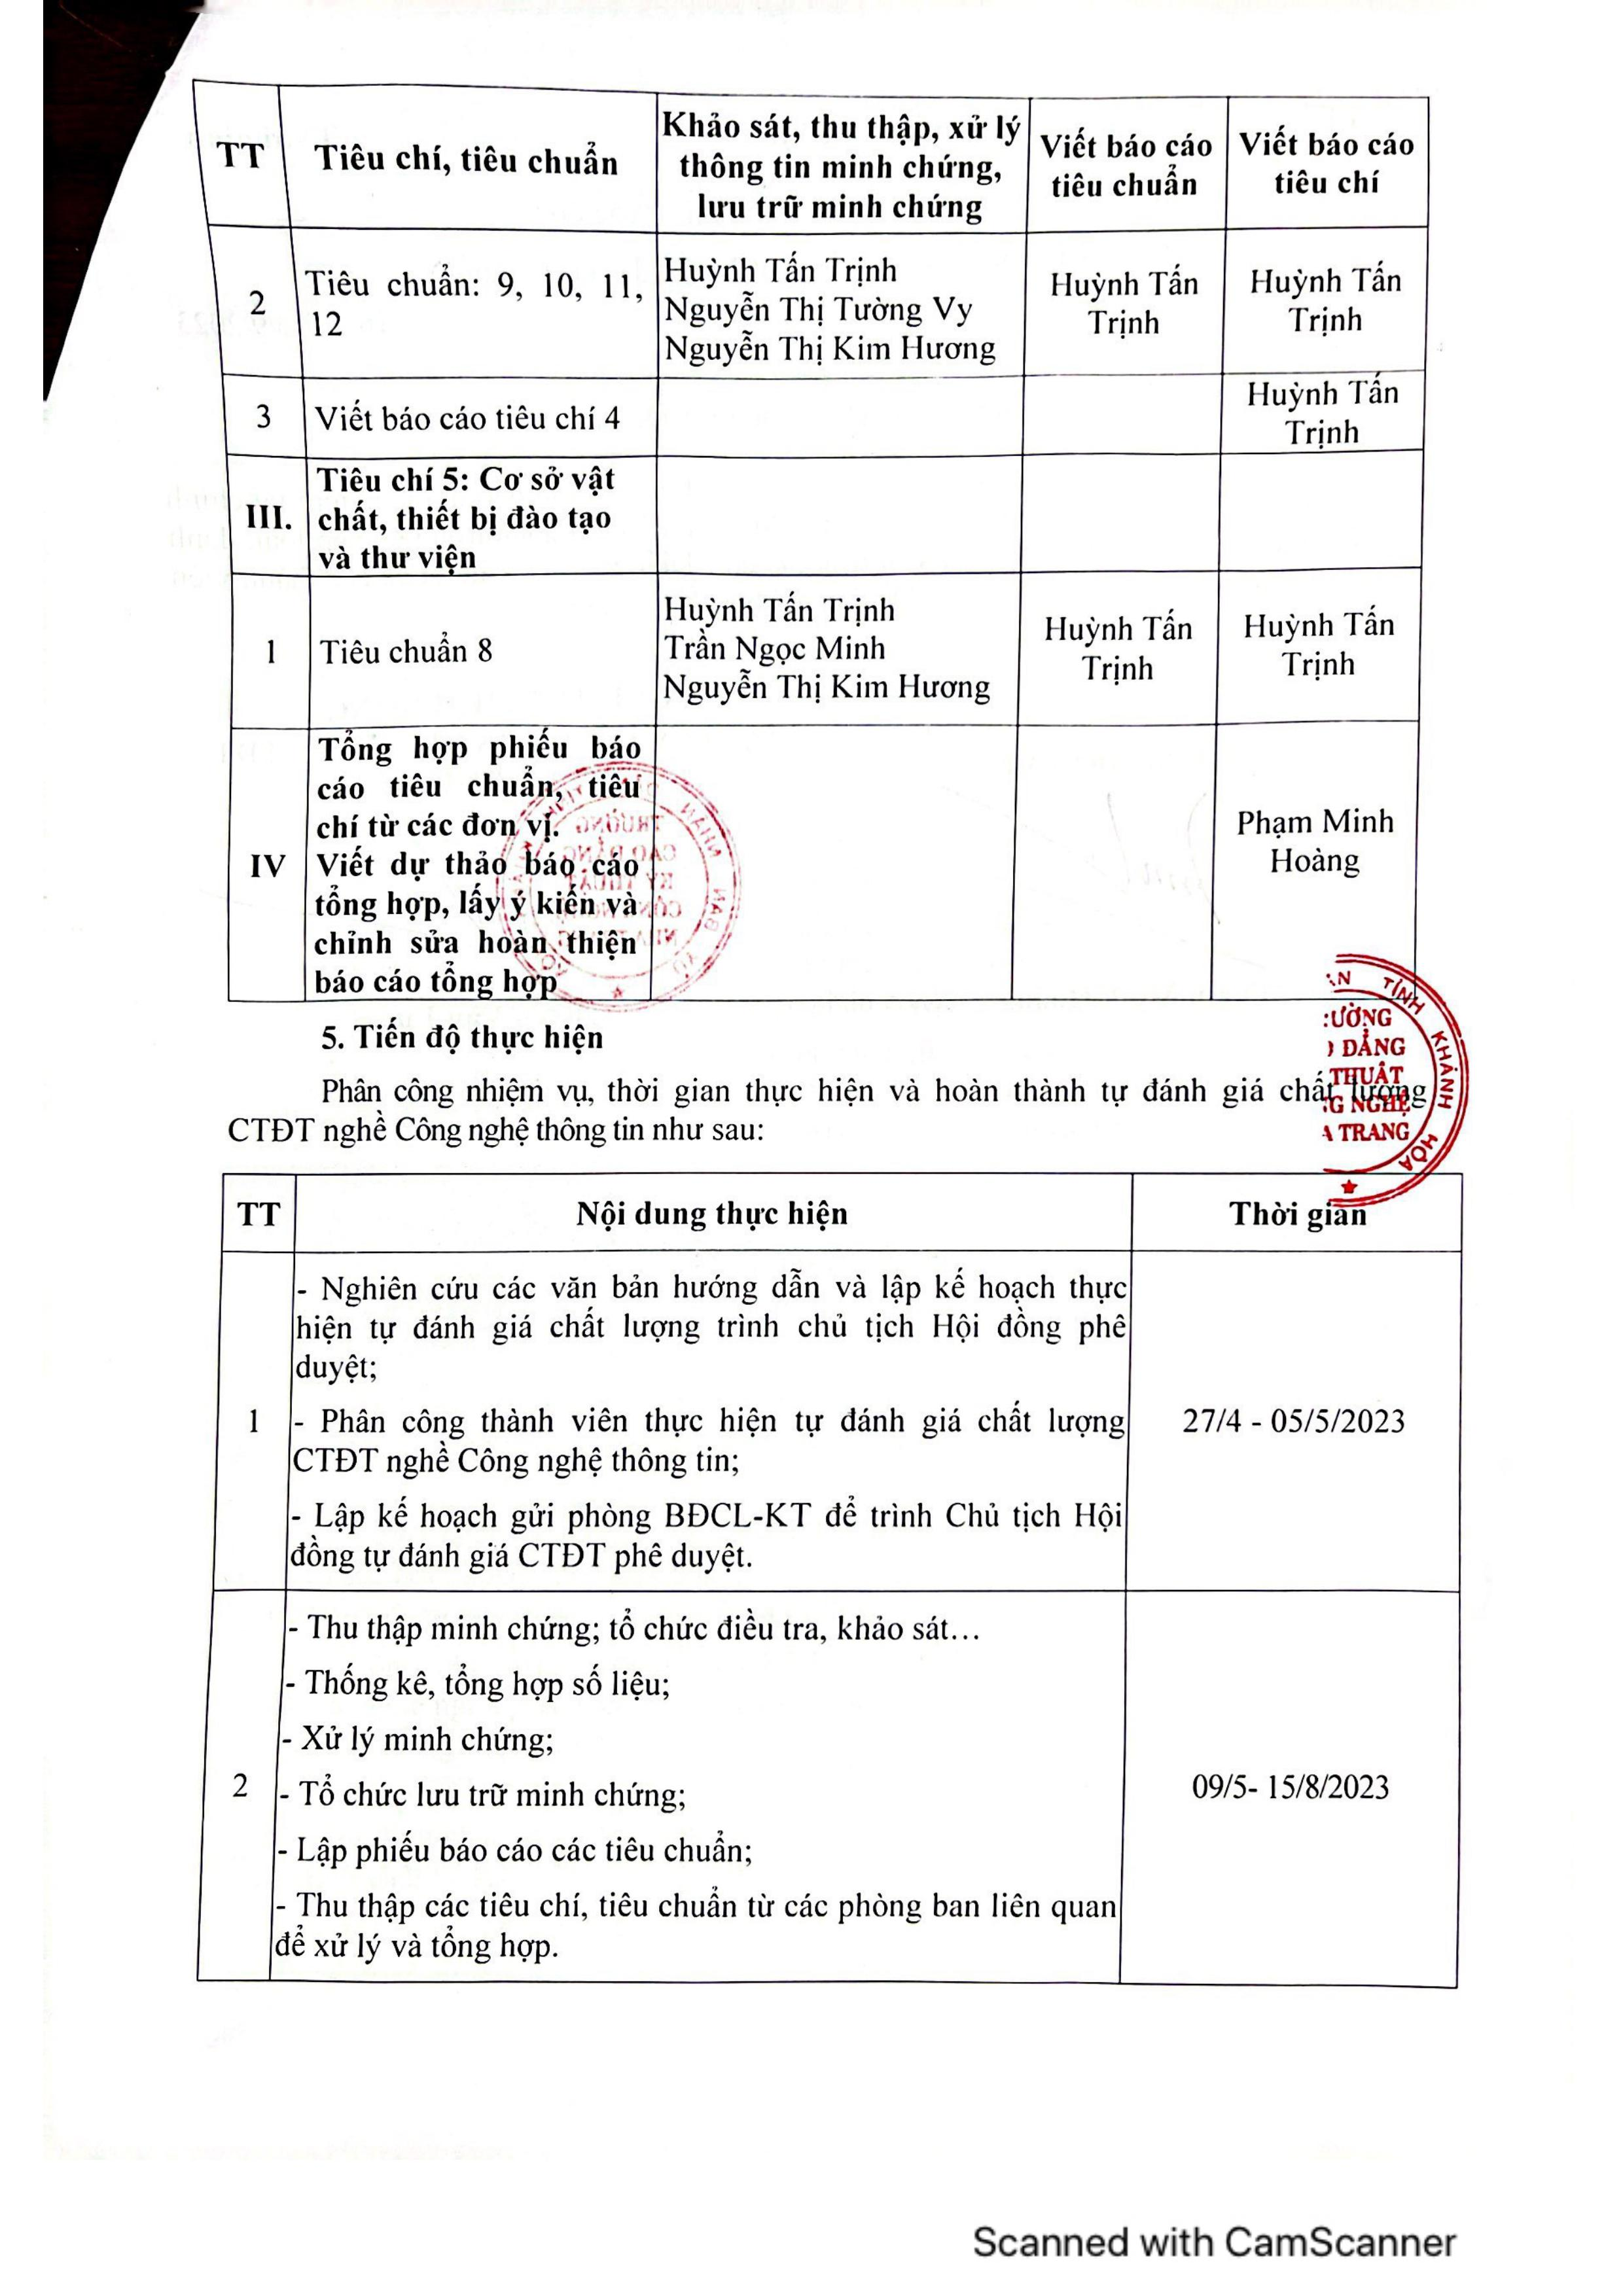 TT
Tiêu chí, tiêu chuẩn
Khảo sát, thu thập, xử lý
thông tin minh chứng,
lưu trữ minh chứng
Viết báo cáo
tiêu chuẩn
Viết báo cáo
tiêu chí
2
Tiêu chuẩn: 9, 10, 11,
12
Huỳnh Tấn Trịnh
Nguyễn Thị Tường Vy
Nguyễn Thị Kim Hương
Huỳnh Tấn
Trịnh
Huỳnh Tấn
Trịnh
3
Viết báo cáo tiêu chí 4
Huỳnh Tấn
Trịnh
III.
Tiêu chí 5: Cơ sở vật
chất, thiết bị đào tạo
và thư viện
1
Tiêu chuẩn 8
Huỳnh Tấn Trịnh
Trần Ngọc Minh
Nguyễn Thị Kim Hương
Huỳnh Tấn
Trịnh
Huỳnh Tấn
Trịnh
IV
Tổng hợp phiếu báo
cáo tiêu chuẩn, tiêu
chí từ các đơn vị.
Viết dự thảo báo cáo
tổng hợp, lấy ý kiến và
chỉnh sửa hoàn thiện
báo cáo tổng hợp
Phạm Minh
Hoàng
5. Tiến độ thực hiện
Phân công nhiệm vụ, thời gian thực hiện và hoàn thành tự đánh giá chất lượng
CTĐT nghề Công nghệ thông tin như sau:
TỈNH KHÁNH HÒA
ƯỜNG
ĐẲNG
THUẬT
NG NGHỆ
A TRANG
TT
Nội dung thực hiện
Thời gian
1
- Nghiên cứu các văn bản hướng dẫn và lập kế hoạch thực
hiện tự đánh giá chất lượng trình chủ tịch Hội đồng phê
duyệt;
- Phân công thành viên thực hiện tự đánh giá chất lượng
CTĐT nghề Công nghệ thông tin;
- Lập kế hoạch gửi phòng BĐCL-KT để trình Chủ tịch Hội
đồng tự đánh giá CTĐT phê duyệt.
27/4 - 05/5/2023
2
- Thu thập minh chứng; tổ chức điều tra, khảo sát...
- Thống kê, tổng hợp số liệu;
- Xử lý minh chứng;
- Tổ chức lưu trữ minh chứng;
- Lập phiếu báo cáo các tiêu chuẩn;
- Thu thập các tiêu chí, tiêu chuẩn từ các phòng ban liên quan
để xử lý và tổng hợp.
09/5- 15/8/2023
Scanned with CamScanner